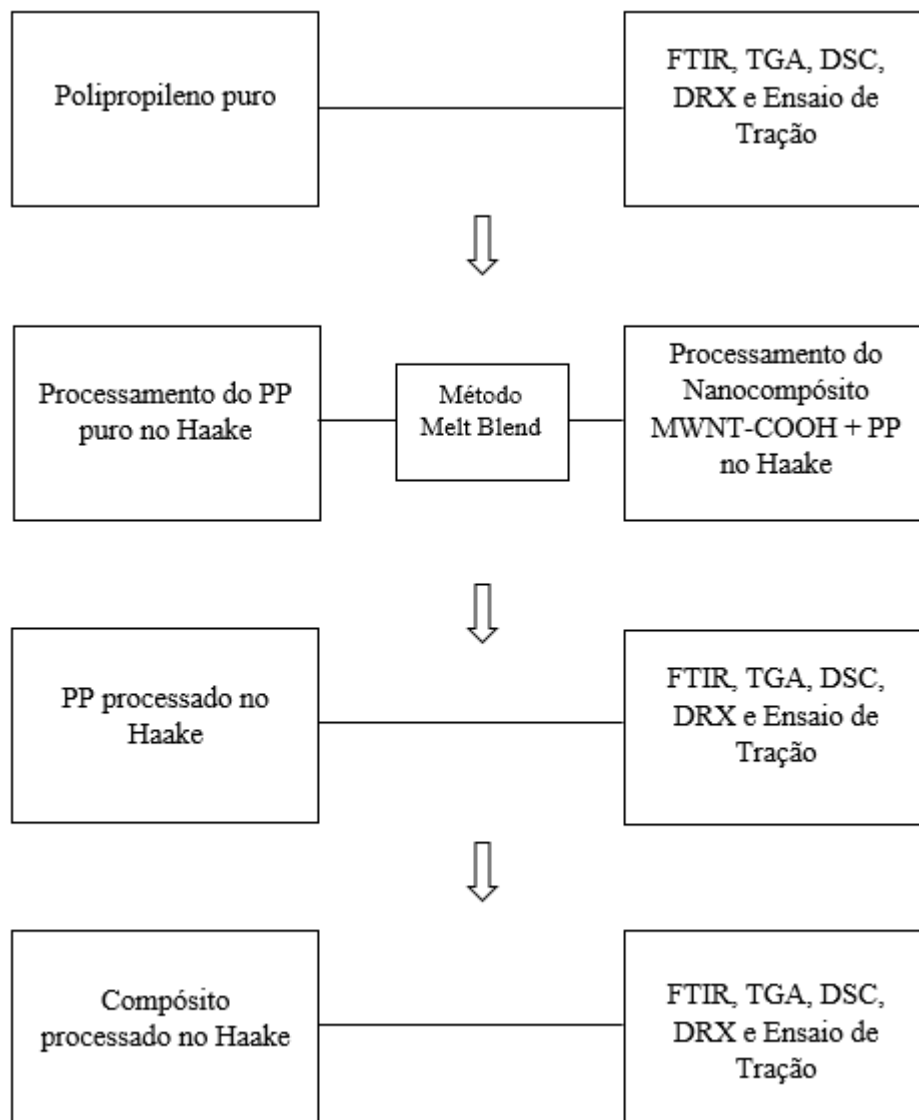 Polipropileno puro
FTIR, TGA, DSC,
DRX e Ensaio de
Tração
Processamento do PP
puro no Haake
Método
Melt Blend
Processamento do
Nanocompósito
MWNT-COOH + PP
no Haake
PP processado no
Haake
FTIR, TGA, DSC,
DRX e Ensaio de
Tração
Compósito
processado no Haake
FTIR, TGA, DSC,
DRX e Ensaio de
Tração